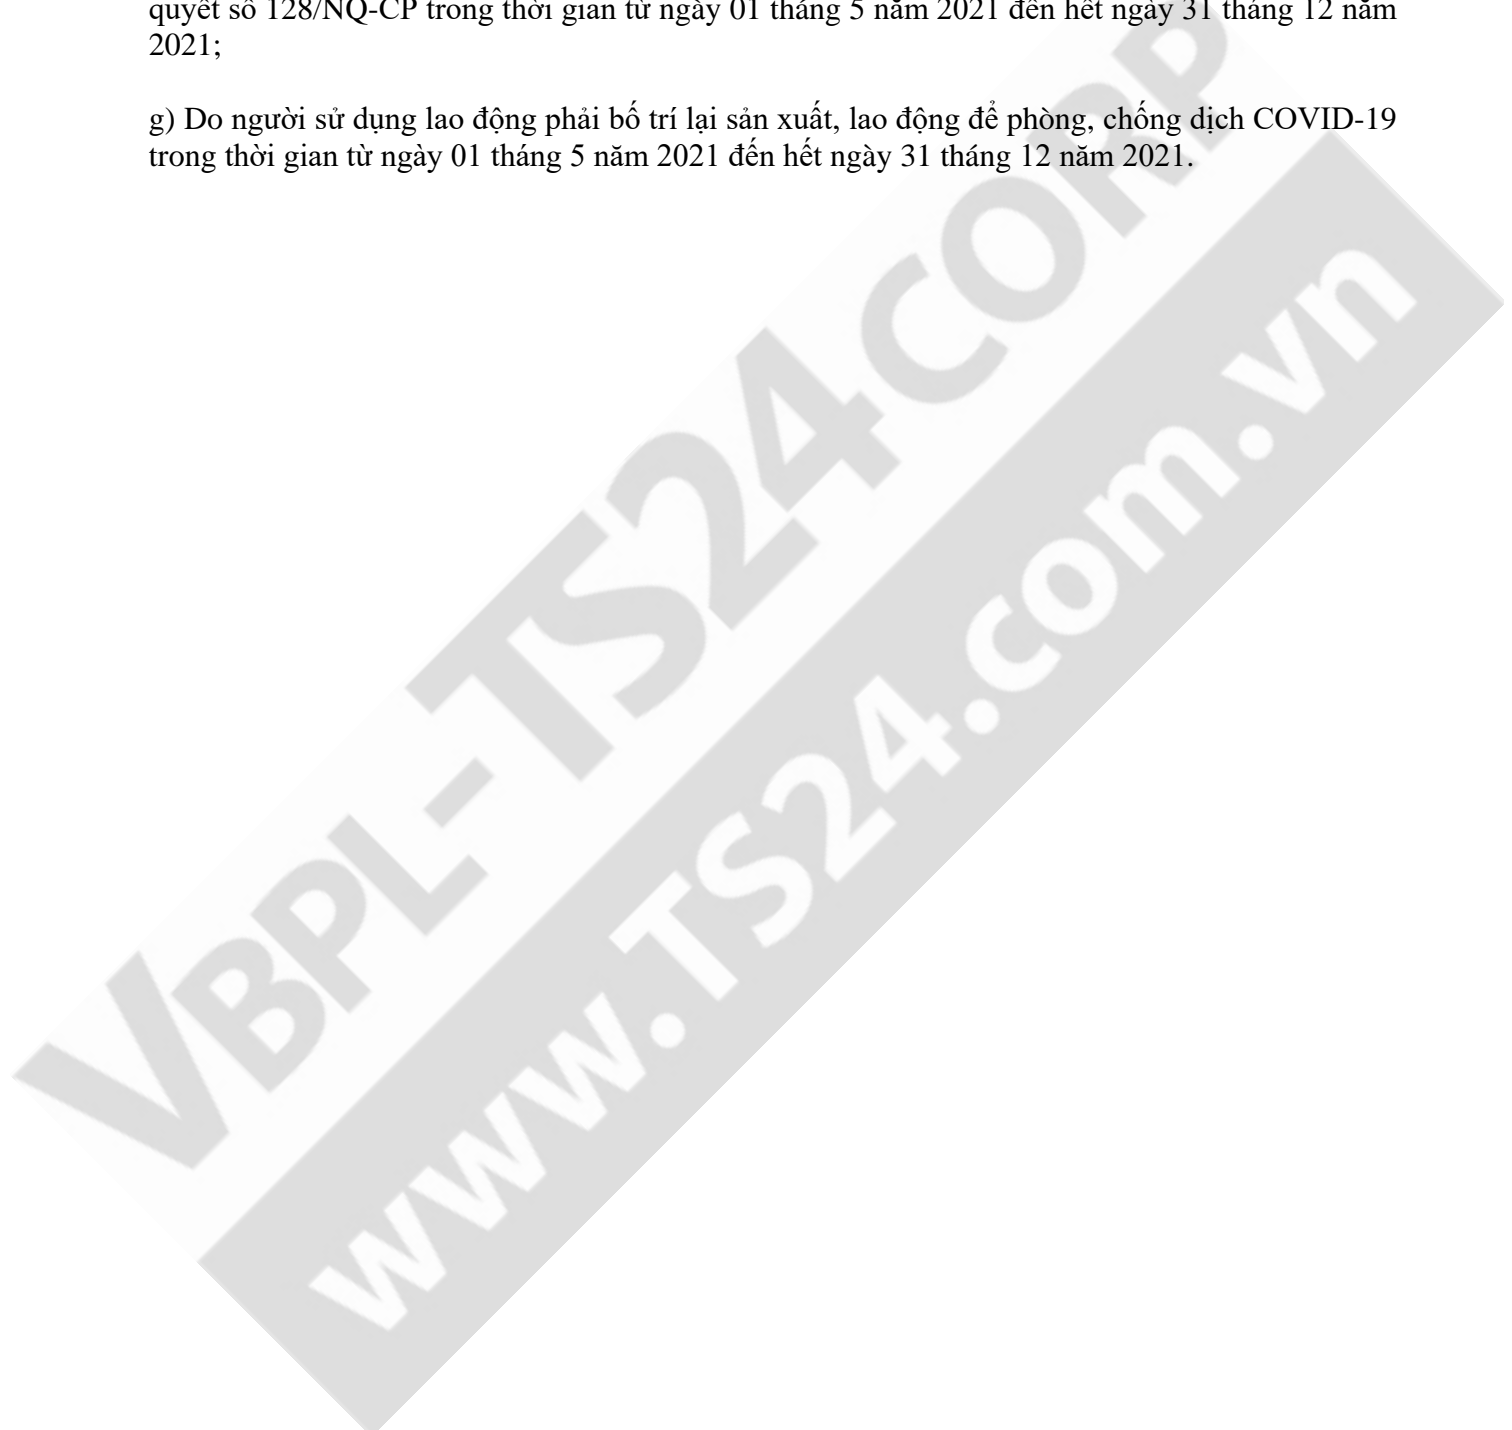 quyết số 128/NQ-CP trong thời gian từ ngày 01 tháng 5 năm 2021 đến hết ngày 31 tháng 12 năm
2021;
g) Do người sử dụng lao động phải bố trí lại sản xuất, lao động để phòng, chống dịch COVID-19
trong thời gian từ ngày 01 tháng 5 năm 2021 đến hết ngày 31 tháng 12 năm 2021.
VBPL-TS24CORP
www.TS24.com.vn